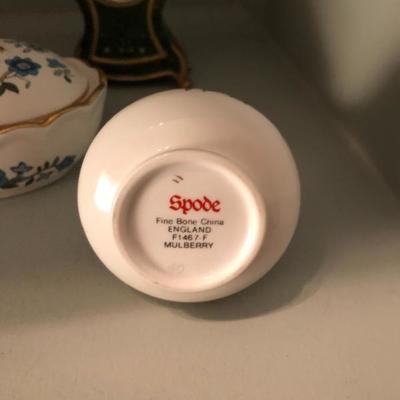 Spode
Fine Bone China
ENGLAND
F1467-F
MULBERRY